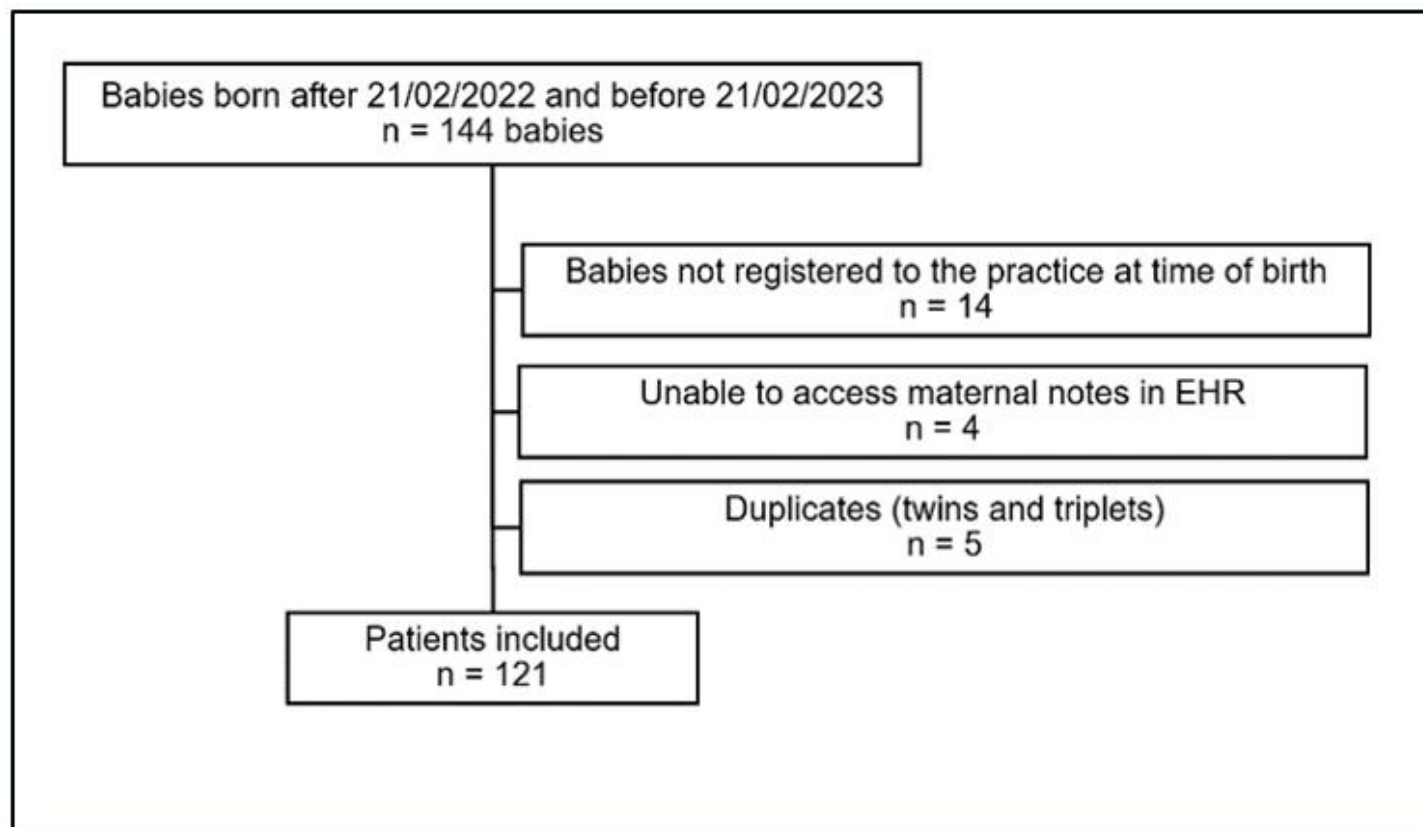 Babies born after 21/02/2022 and before 21/02/2023
n = 144 babies
Babies not registered to the practice at time of birth
n = 14
Unable to access maternal notes in EHR
n = 4
Duplicates (twins and triplets)
n = 5
Patients included
n = 121